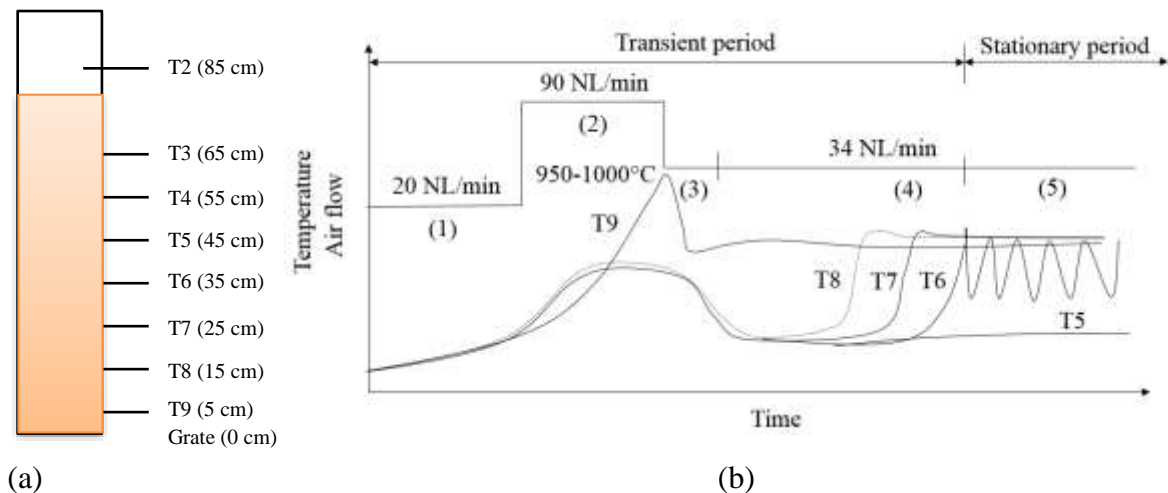 T2 (85 cm)
T3 (65 cm)
T4 (55 cm)
T5 (45 cm)
T6 (35 cm)
T7 (25 cm)
T8 (15 cm)
T9 (5 cm)
Grate (0 cm)
(a)
Transient period
Stationary period
90 NL/min
(2)
950-1000°C
34 NL/min
20 NL/min
(3)
(4)
(5)
(1)
T9
T8
T7
T6
T5
Temperature
Air flow
Time
(b)